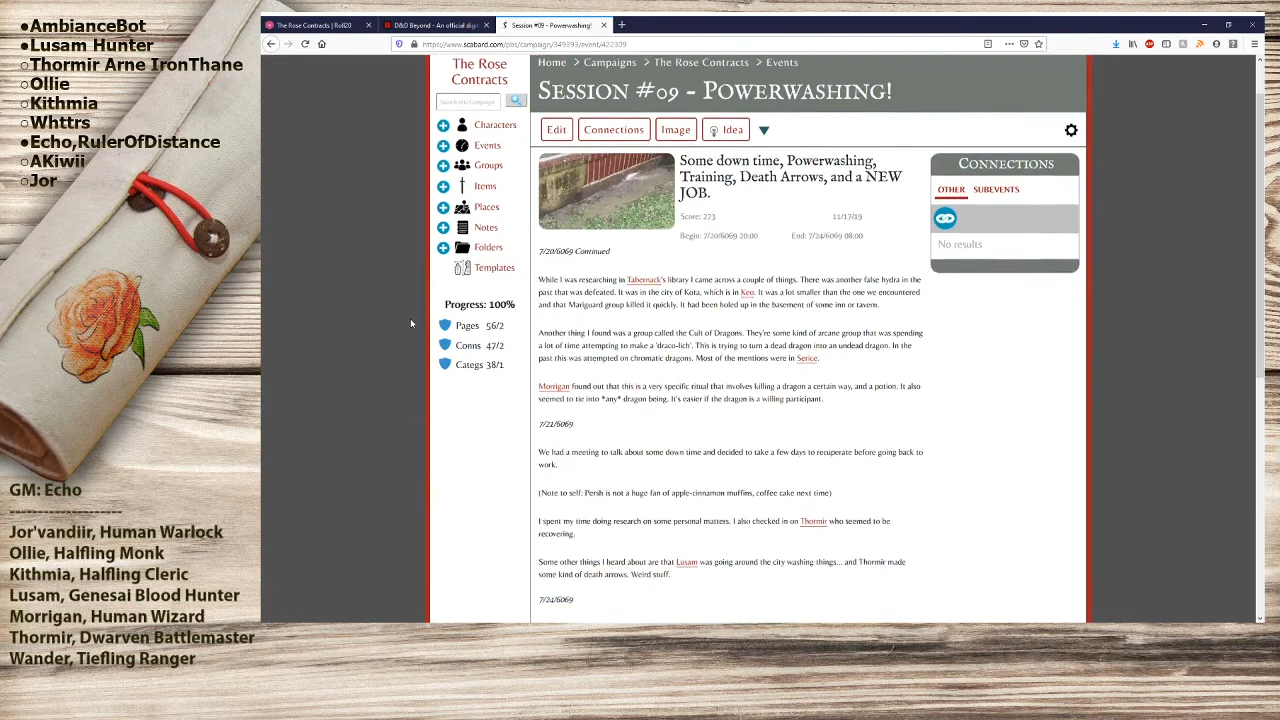 ●AmbianceBot
●Lusam Hunter
○Thormir Arne IronThane
○Ollie
○Kithmia
○Whttrs
●Echo,RulerOfDistance
○AKiwii
○Jor
GM: Echo
--------------------
Jor'vandiir, Human Warlock
Ollie, Halfling Monk
Kithmia, Halfling Cleric
Lusam, Genesai Blood Hunter
Morrigan, Human Wizard
Thormir, Dwarven Battlemaster
Wander, Tiefling Ranger
The Rose Contracts | Roll20
D&D Beyond - An official digi
Session #09 - Powerwashing!
https://www.scabard.com/pbs/campaign/349393/event/422309
The Rose
Contracts
Search this Campaign
Characters
Events
Groups
Items
Places
Notes
Folders
Templates
Progress: 100%
Pages 56/2
Conns 47/2
Categs 38/1
Home > Campaigns > The Rose Contracts > Events
Session #09 - Powerwashing!
Edit Connections Image Idea
Some down time, Powerwashing,
Training, Death Arrows, and a NEW
JOB.
Score: 273 11/17/19
Begin: 7/20/6069 20:00 End: 7/24/6069 08:00
7/20/6069 Continued
While I was researching in Tabernack's library I came across a couple of things. There was another false hydra in the
past that was defeated. It was in the city of Kota, which is in Keo. It was a lot smaller than the one we encountered
and that Mariguard group killed it quickly. It had been holed up in the basement of some inn or tavern.
Another thing I found was a group called the Cult of Dragons. They're some kind of arcane group that was spending
a lot of time attempting to make a 'draco-lich'. This is trying to turn a dead dragon into an undead dragon. In the
past this was attempted on chromatic dragons. Most of the mentions were in Serice.
Morrigan found out that this is a very specific ritual that involves killing a dragon a certain way, and a potion. It also
seemed to tie into *any* dragon being. It's easier if the dragon is a willing participant.
7/21/6069
We had a meeting to talk about some down time and decided to take a few days to recuperate before going back to
work.
(Note to self: Persh is not a huge fan of apple-cinnamon muffins, coffee cake next time)
I spent my time doing research on some personal matters. I also checked in on Thormir who seemed to be
recovering.
Some other things I heard about are that Lusam was going around the city washing things... and Thormir made
some kind of death arrows. Weird stuff.
7/24/6069
Connections
OTHER SUBEVENTS
No results